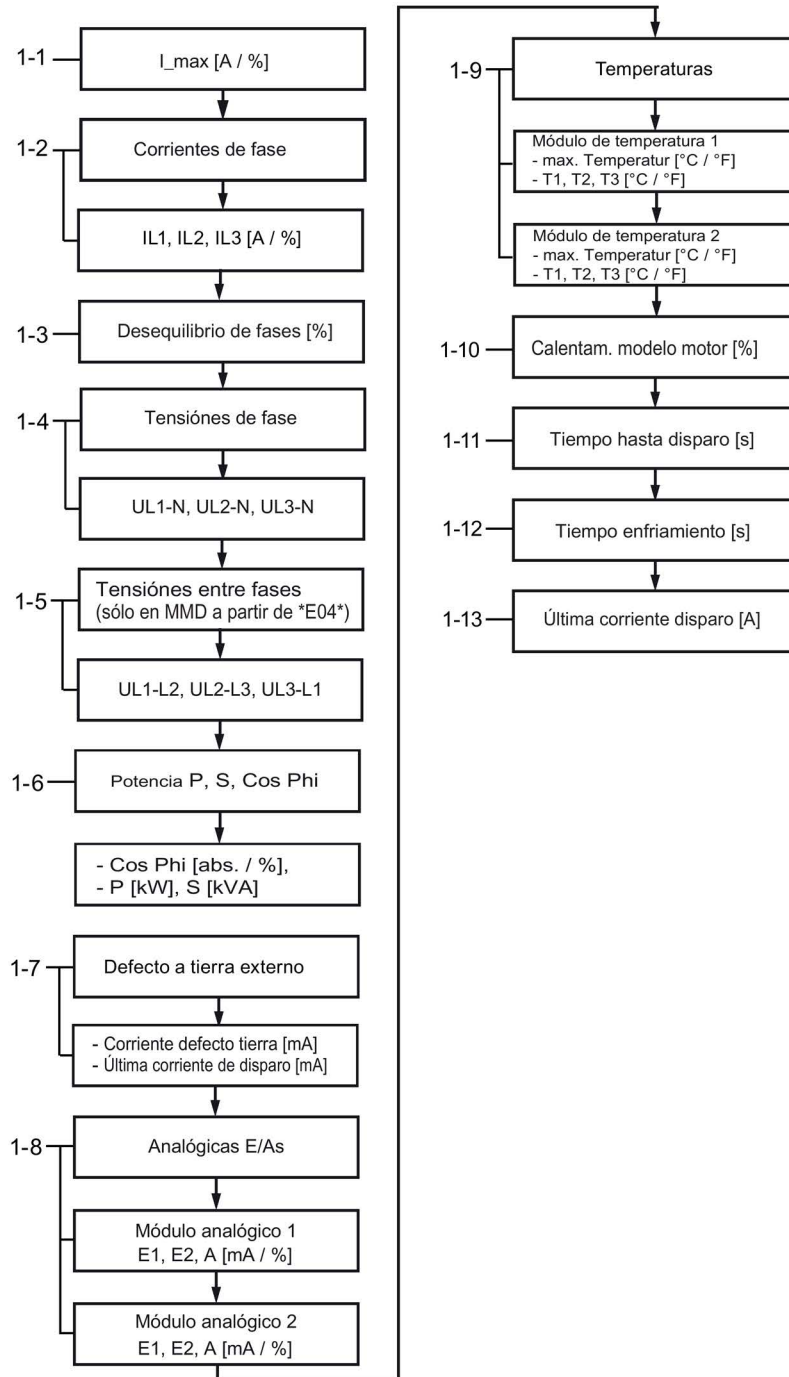 1-1
I_max [A / %]
1-2
Corrientes de fase
IL1, IL2, IL3 [A / %]
1-3
Desequilibrio de fases [%]
1-4
Tensiónes de fase
UL1-N, UL2-N, UL3-N
1-5
Tensiónes entre fases
(sólo en MMD a partir de *E04*)
UL1-L2, UL2-L3, UL3-L1
1-6
Potencia P, S, Cos Phi
- Cos Phi [abs. / %],
- P [kW], S [kVA]
1-7
Defecto a tierra externo
- Corriente defecto tierra [mA]
- Última corriente de disparo [mA]
1-8
Analógicas E/As
Módulo analógico 1
E1, E2, A [mA / %]
Módulo analógico 2
E1, E2, A [mA / %]
1-9
Temperaturas
Módulo de temperatura 1
- max. Temperatur [°C / °F]
- T1, T2, T3 [°C / °F]
Módulo de temperatura 2
- max. Temperatur [°C / °F]
- T1, T2, T3 [°C / °F]
1-10
Calentam. modelo motor [%]
1-11
Tiempo hasta disparo [s]
1-12
Tiempo enfriamiento [s]
1-13
Última corriente disparo [A]